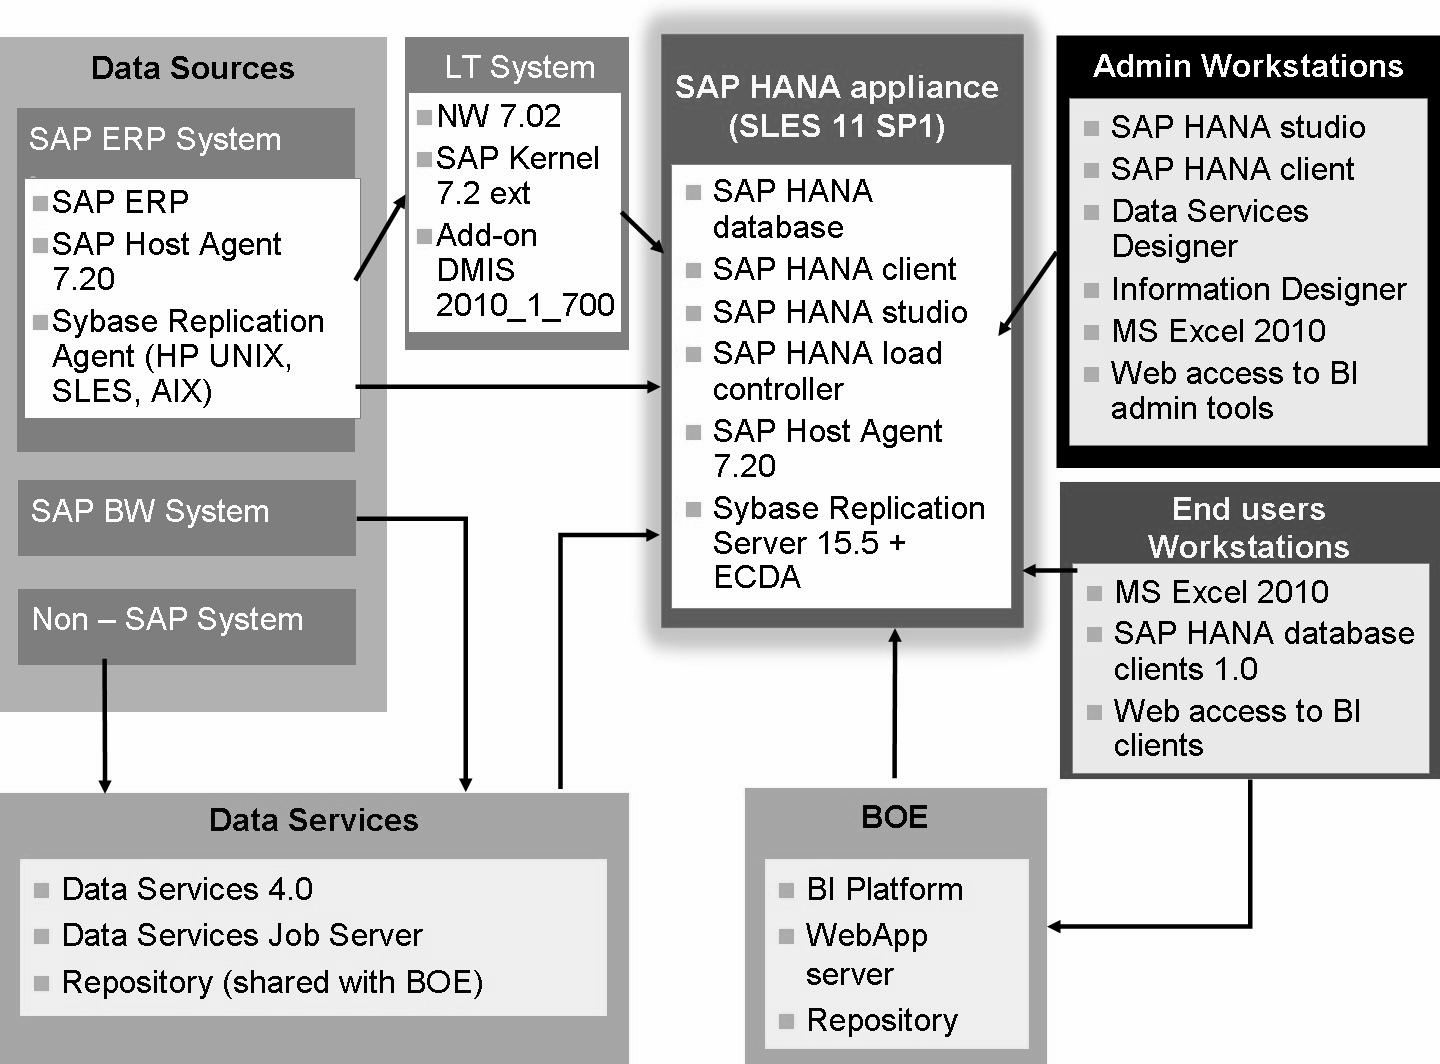 Data Sources
SAP ERP System
SAP ERP
SAP Host Agent
7.20
Sybase Replication
Agent (HP UNIX,
SLES, AIX)
SAP BW System
Non – SAP System
LT System
NW 7.02
SAP Kernel
7.2 ext
Add-on
DMIS
2010_1_700
SAP HANA appliance
(SLES 11 SP1)
SAP HANA
database
SAP HANA client
SAP HANA studio
SAP HANA load
controller
SAP Host Agent
7.20
Sybase Replication
Server 15.5 +
ECDA
Admin Workstations
SAP HANA studio
SAP HANA client
Data Services
Designer
Information Designer
MS Excel 2010
Web access to BI
admin tools
End users
Workstations
MS Excel 2010
SAP HANA database
clients 1.0
Web access to BI
clients
Data Services
Data Services 4.0
Data Services Job Server
Repository (shared with BOE)
BOE
BI Platform
WebApp
server
Repository